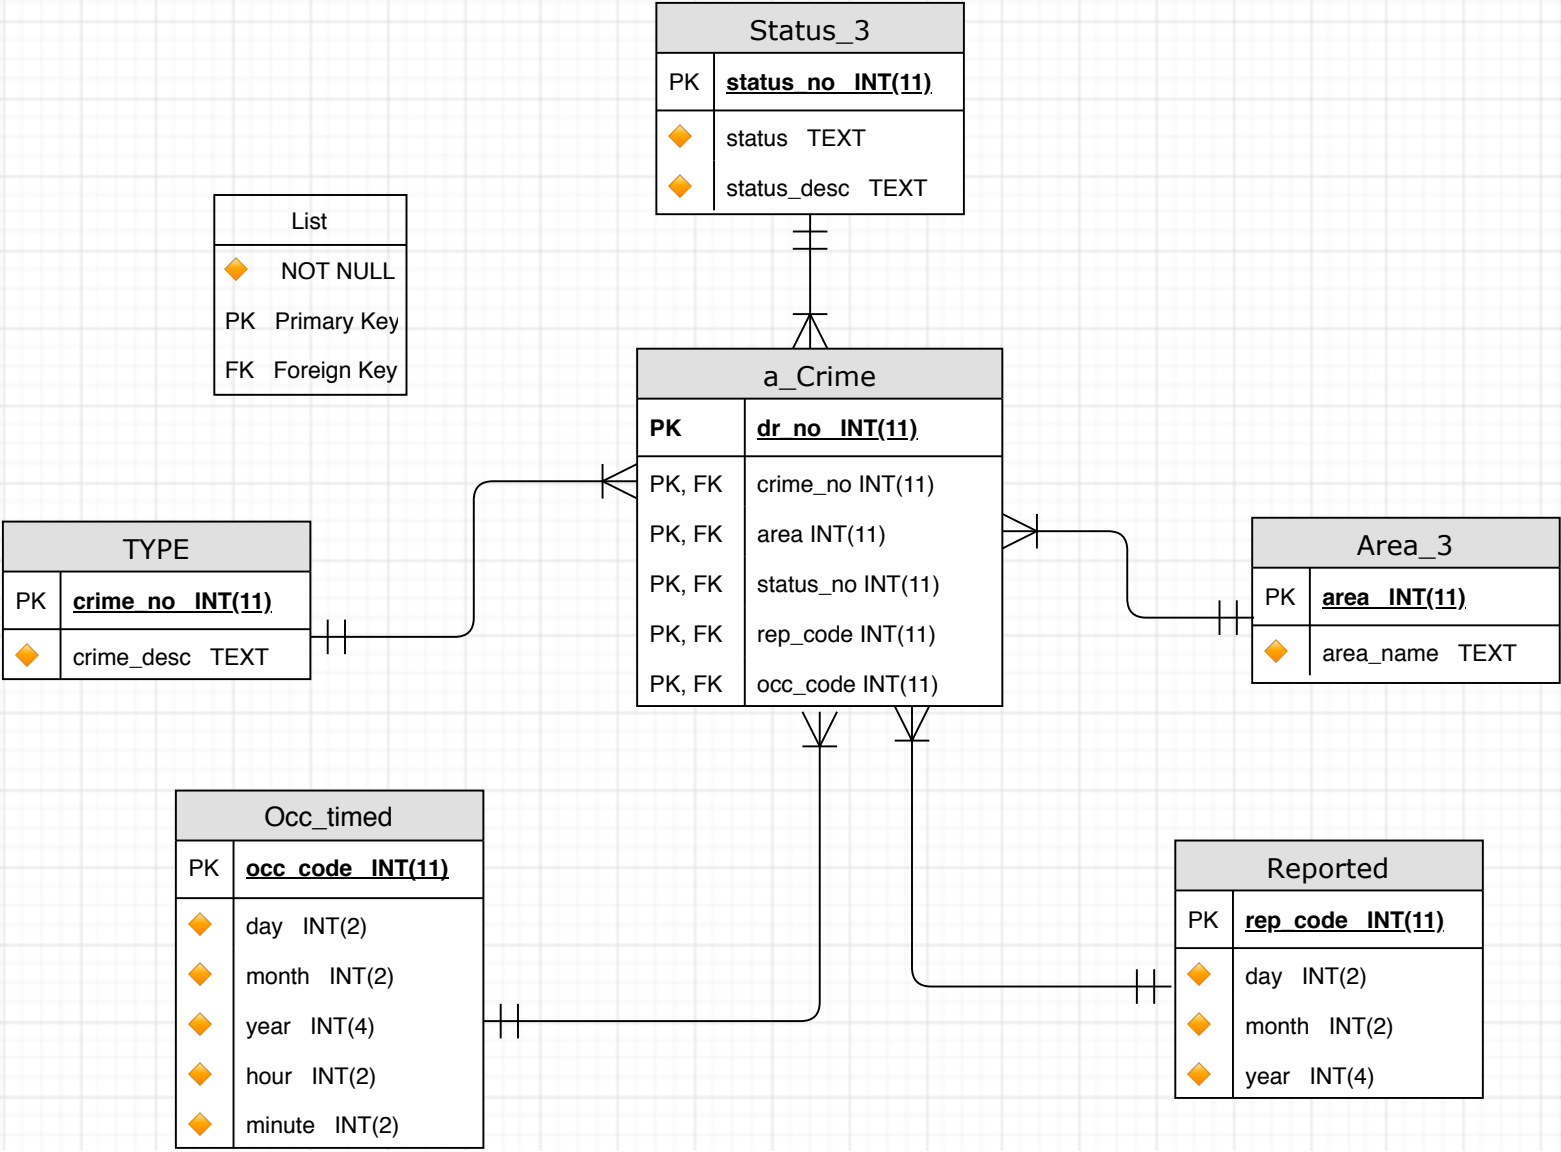 Status_3
PK status_no INT(11)
status TEXT
status_desc TEXT
List
NOT NULL
PK Primary Key
FK Foreign Key
a_Crime
PK dr_no INT(11)
PK, FK crime_no INT(11)
PK, FK area INT(11)
PK, FK status_no INT(11)
PK, FK rep_code INT(11)
PK, FK occ_code INT(11)
TYPE
PK crime_no INT(11)
crime_desc TEXT
Area_3
PK area INT(11)
area_name TEXT
Occ_timed
PK occ_code INT(11)
day INT(2)
month INT(2)
year INT(4)
hour INT(2)
minute INT(2)
Reported
PK rep_code INT(11)
day INT(2)
month INT(2)
year INT(4)